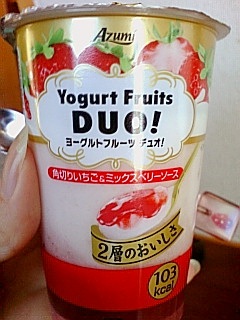 Azumi
Yogurt Fruits
DUO!
ヨーグルトフルーツ デュオ!
角切りいちご&ミックスベリーソース
2層のおいしさ
103
kcal